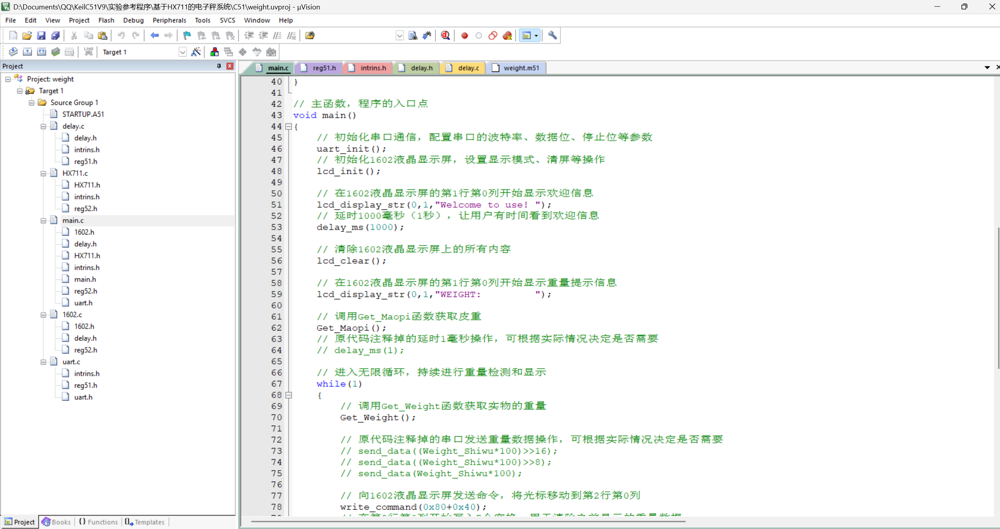 D:\Documents\QQ\KeilC51V9\实验参考程序\基于HX711的电子秤系统\C51\weight.uvproj - µVision
File Edit View Project Flash Debug Peripherals Tools SVCS Window Help
LOAD Target 1
Project
Project: weight
Target 1
Source Group 1
STARTUP.A51
delay.c
delay.h
intrins.h
reg51.h
HX711.c
HX711.h
intrins.h
reg52.h
main.c
1602.h
delay.h
HX711.h
intrins.h
main.h
reg52.h
uart.h
1602.c
1602.h
delay.h
reg52.h
uart.c
intrins.h
reg51.h
uart.h
Project Books {} Functions Templates
main.c reg51.h intrins.h delay.h delay.c weight.m51
40 }
41
42 // 主函数，程序的入口点
43 void main()
44 {
45 // 初始化串口通信，配置串口的波特率、数据位、停止位等参数
46 uart_init();
47 // 初始化1602液晶显示屏，设置显示模式、清屏等操作
48 lcd_init();
49
50 // 在1602液晶显示屏的第1行第0列开始显示欢迎信息
51 lcd_display_str(0,1,"Welcome to use! ");
52 // 延时1000毫秒（1秒），让用户有时间看到欢迎信息
53 delay_ms(1000);
54
55 // 清除1602液晶显示屏上的所有内容
56 lcd_clear();
57
58 // 在1602液晶显示屏的第1行第0列开始显示重量提示信息
59 lcd_display_str(0,1,"WEIGHT:         ");
60
61 // 调用Get_Maopi函数获取皮重
62 Get_Maopi();
63 // 原代码注释掉的延时1毫秒操作，可根据实际情况决定是否需要
64 // delay_ms(1);
65
66 // 进入无限循环，持续进行重量检测和显示
67 while(1)
68 {
69 // 调用Get_Weight函数获取实物的重量
70 Get_Weight();
71
72 // 原代码注释掉的串口发送重量数据操作，可根据实际情况决定是否需要
73 // send_data((Weight_Shiwu*100)>>16);
74 // send_data((Weight_Shiwu*100)>>8);
75 // send_data(Weight_Shiwu*100);
76
77 // 向1602液晶显示屏发送命令，将光标移动到第2行第0列
78 write_command(0x80+0x40);